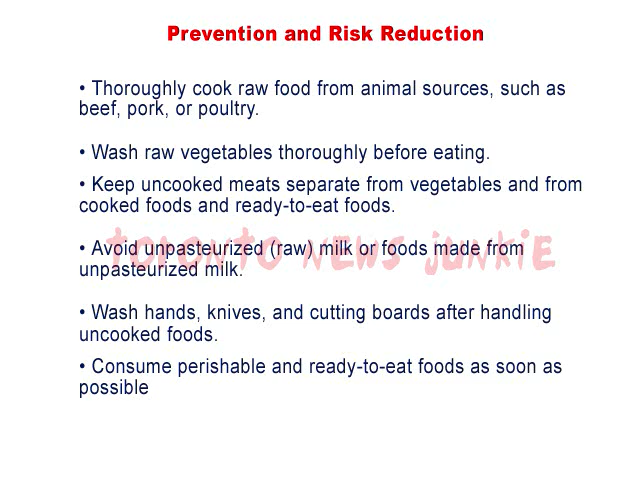 Prevention and Risk Reduction
• Thoroughly cook raw food from animal sources, such as
beef, pork, or poultry.
• Wash raw vegetables thoroughly before eating.
• Keep uncooked meats separate from vegetables and from
cooked foods and ready-to-eat foods.
TORONTO NEWS JUNKIE
• Avoid unpasteurized (raw) milk or foods made from
unpasteurized milk.
• Wash hands, knives, and cutting boards after handling
uncooked foods.
• Consume perishable and ready-to-eat foods as soon as
possible